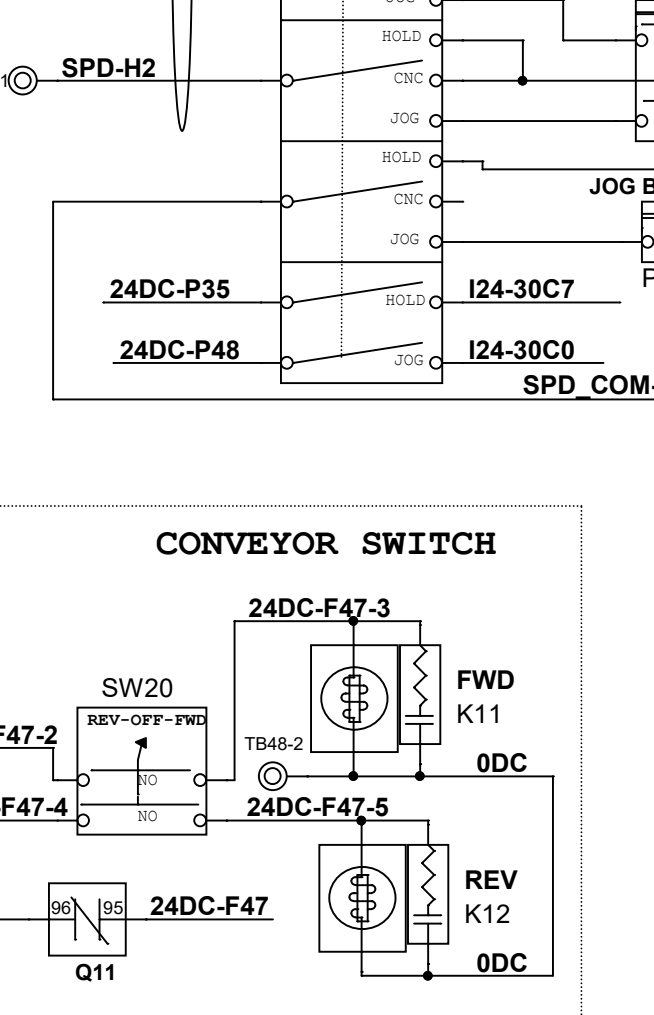 HOLD
SPD-H2
CNC
JOG
HOLD
JOG B
CNC
JOG
P
24DC-P35
HOLD
I24-30C7
24DC-P48
JOG
I24-30C0
SPD_COM-
CONVEYOR SWITCH
24DC-F47-3
SW20
FWD
REV-OFF-FWD
K11
F47-2
TB48-2
NO
0DC
-F47-4
NO
24DC-F47-5
REV
96
95
24DC-F47
K12
Q11
0DC